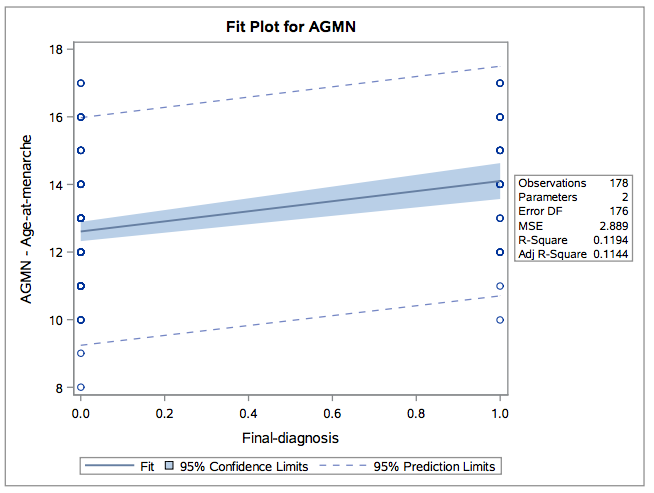 Fit Plot for AGMN
18
16
14
12
10
8
AGMN - Age-at-menarche
0.0 0.2 0.4 0.6 0.8 1.0
Final-diagnosis
Observations 178
Parameters 2
Error DF 176
MSE 2.889
R-Square 0.1194
Adj R-Square 0.1144
Fit 95% Confidence Limits 95% Prediction Limits